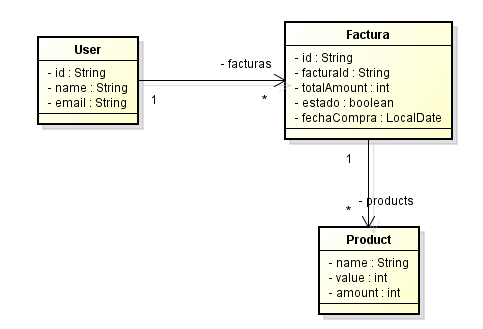 User
- id : String
- name : String
- email : String
- facturas
1
*
Factura
- id : String
- facturaId : String
- totalAmount : int
- estado : boolean
- fechaCompra : LocalDate
1
- products
*
Product
- name : String
- value : int
- amount : int